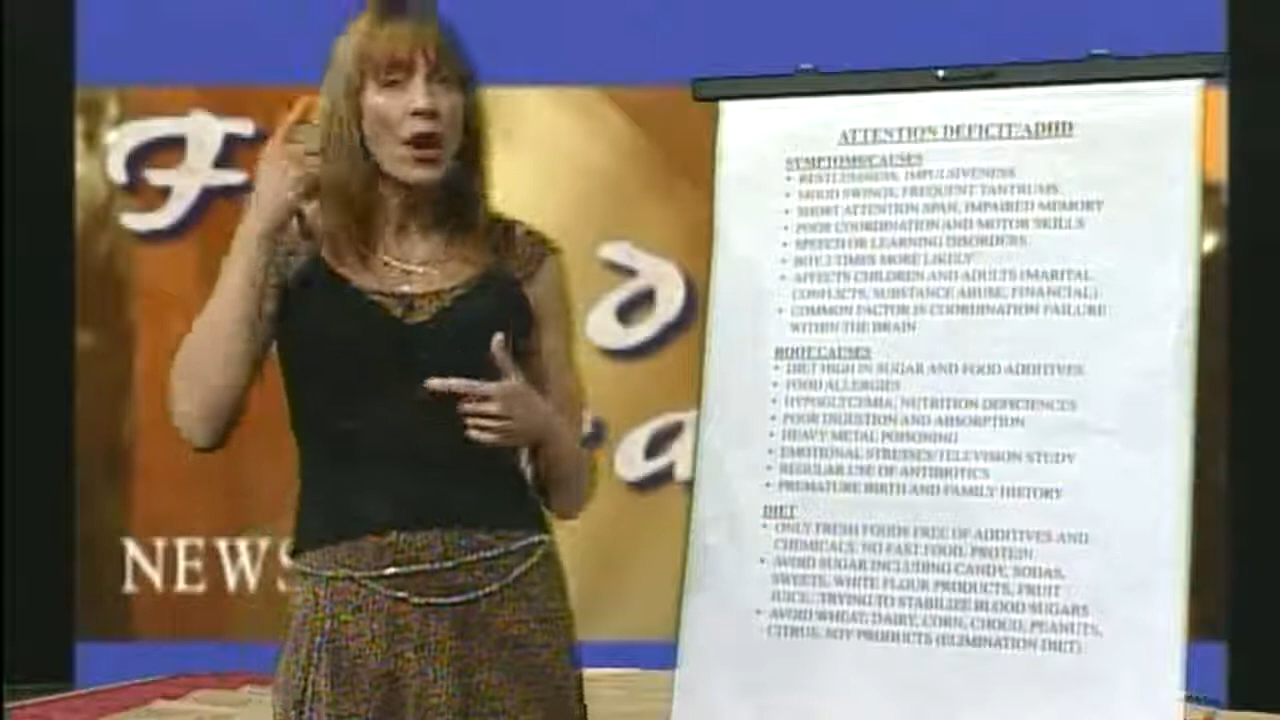 F
d
a
NEWS
ATTENTION DEFICIT/ADHD
SYMPTOMS/CAUSES
• RESTLESSNESS, IMPULSIVENESS
• MOOD SWINGS, FREQUENT TANTRUMS
• SHORT ATTENTION SPAN, IMPAIRED MEMORY
• POOR COORDINATION AND MOTOR SKILLS
• SPEECH OR LEARNING DISORDERS
• BOY TIMES MORE LIKELY
• AFFECTS CHILDREN AND ADULTS (MARITAL
CONFLICTS, SUBSTANCE ABUSE, FINANCIAL)
• COMMON FACTOR IS COORDINATION FAILURE
WITHIN THE BRAIN
ROOT CAUSES
• DIET HIGH IN SUGAR AND FOOD ADDITIVES
• FOOD ALLERGIES
• HYPOGLYCEMIA, NUTRITION DEFICIENCES
• POOR DIGESTION AND ABSORPTION
• HEAVY METAL POISONING
• EMOTIONAL STRESSES/TELEVISION STUDY
• REGULAR USE OF ANTIBIOTICS
• PREMATURE BIRTH AND FAMILY HISTORY
DIET
• ONLY FRESH FOODS FREE OF ADDITIVES AND
CHEMICALS. NO FAST FOOD, PROTEIN
• AVOID SUGAR INCLUDING CANDY, SODAS,
SWEETS, WHITE FLOUR PRODUCTS, FRUIT
JUICE...TRYING TO STABILIZE BLOOD SUGARS
• AVOID WHEAT, DAIRY, CORN, CHOCO, PEANUTS,
CITRUS, SOY PRODUCTS (ELIMINATION DIET)